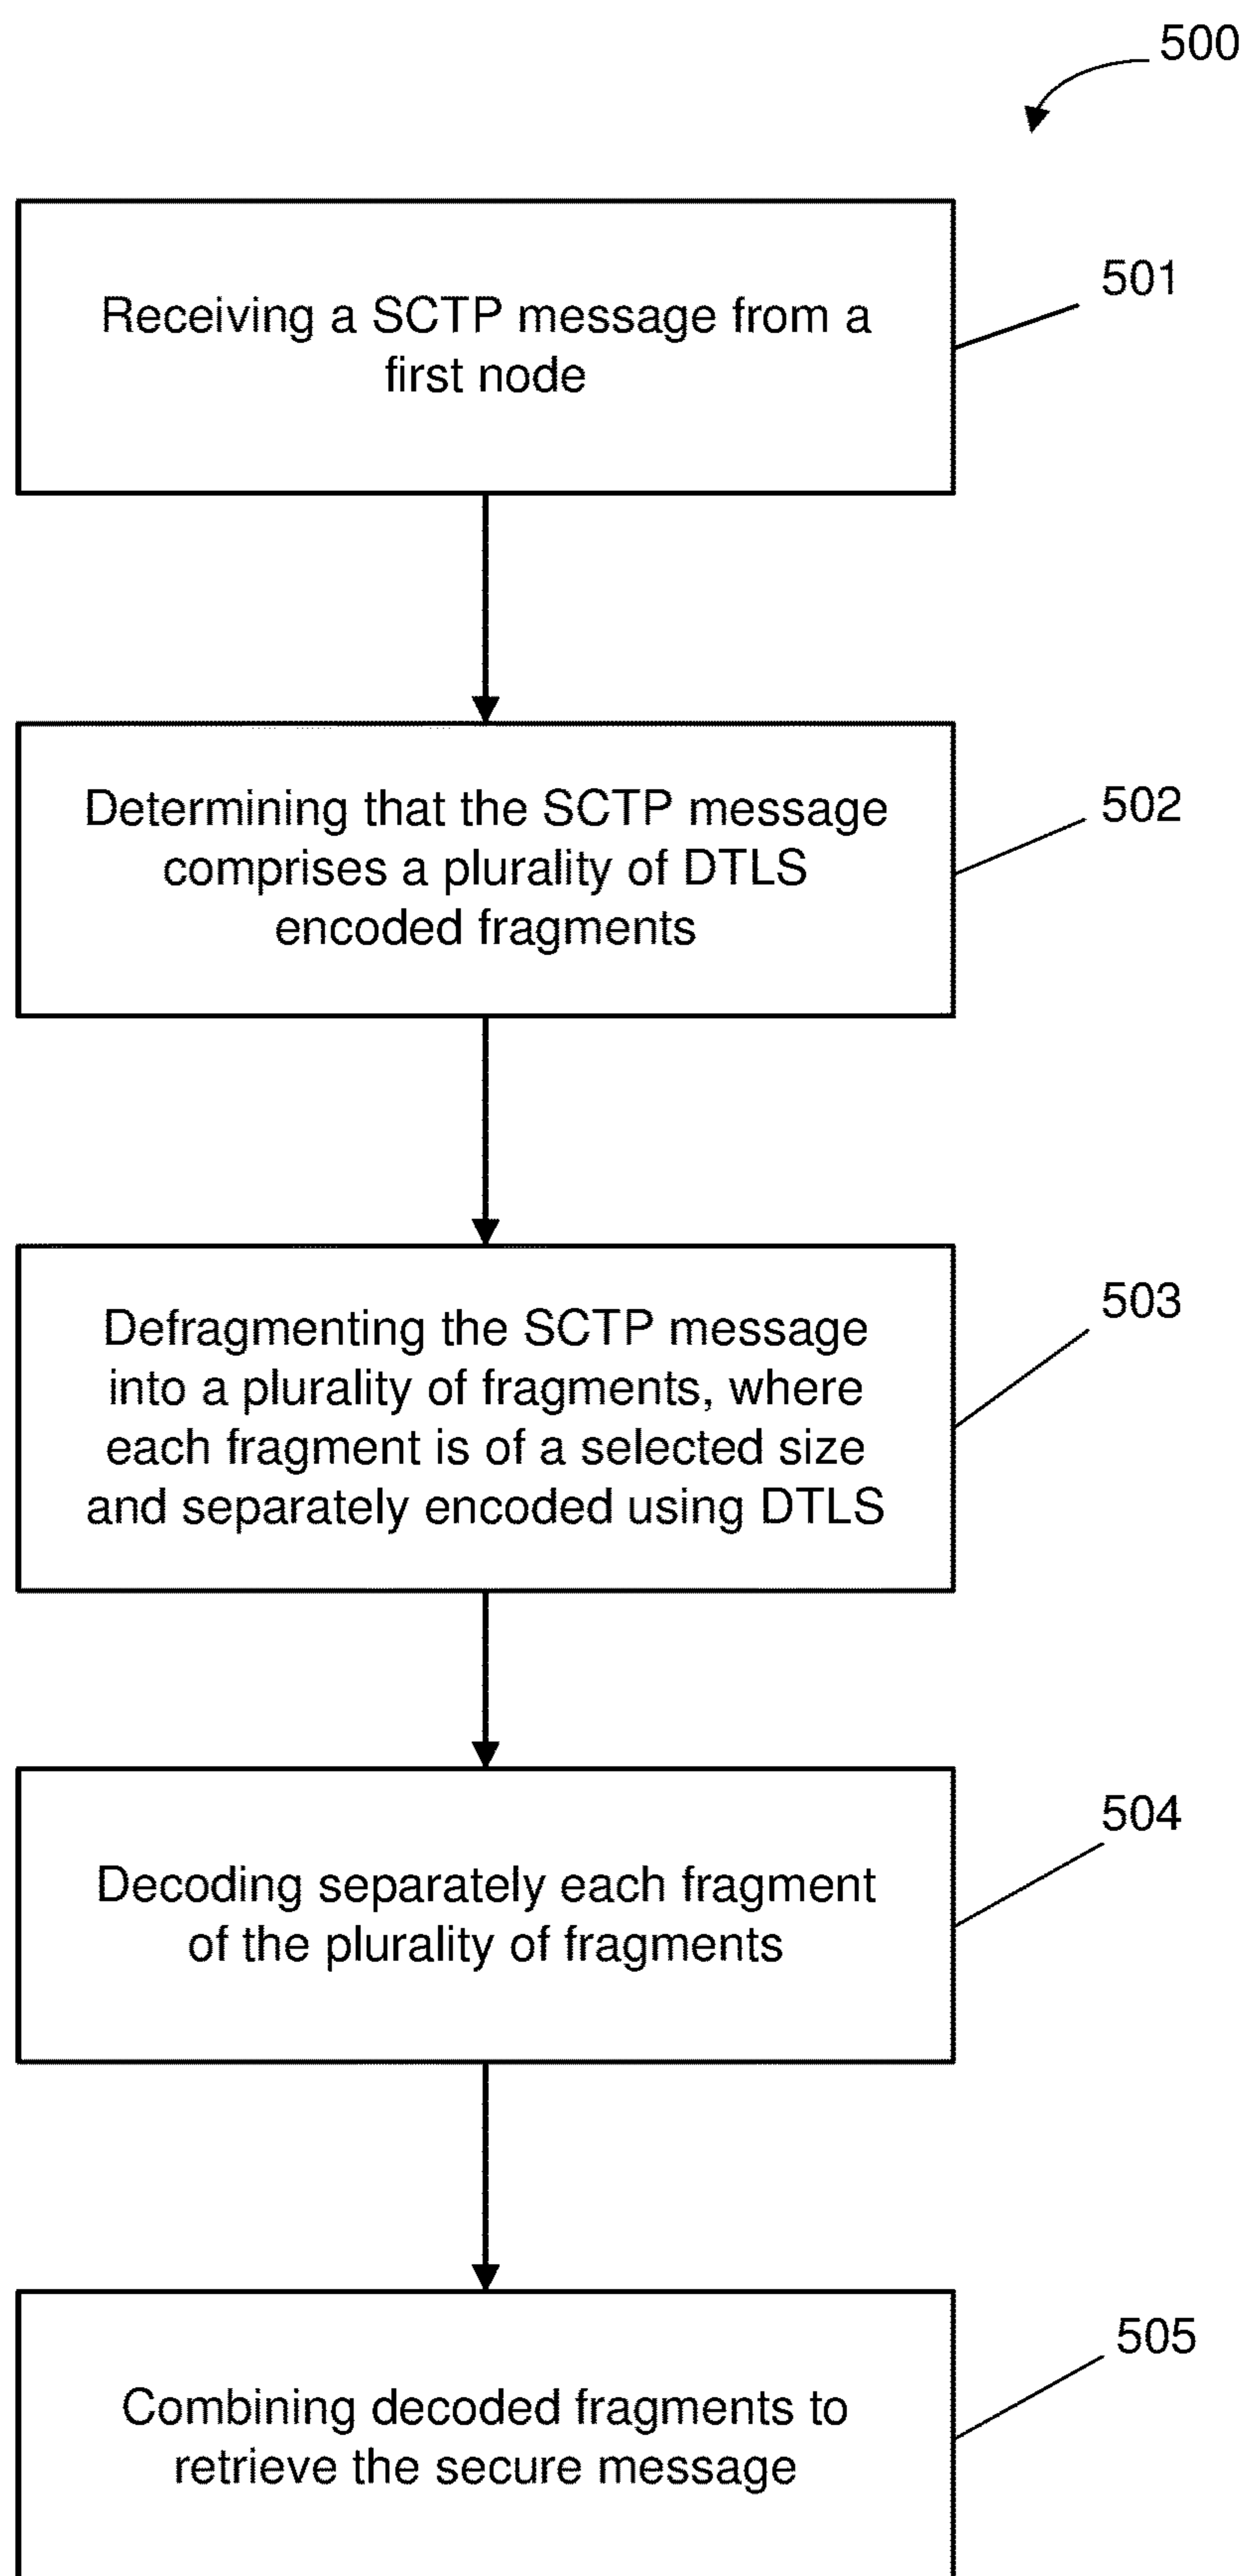 500
Receiving a SCTP message from a
first node
501
Determining that the SCTP message
comprises a plurality of DTLS
encoded fragments
502
Defragmenting the SCTP message
into a plurality of fragments, where
each fragment is of a selected size
and separately encoded using DTLS
503
Decoding separately each fragment
of the plurality of fragments
504
Combining decoded fragments to
retrieve the secure message
505